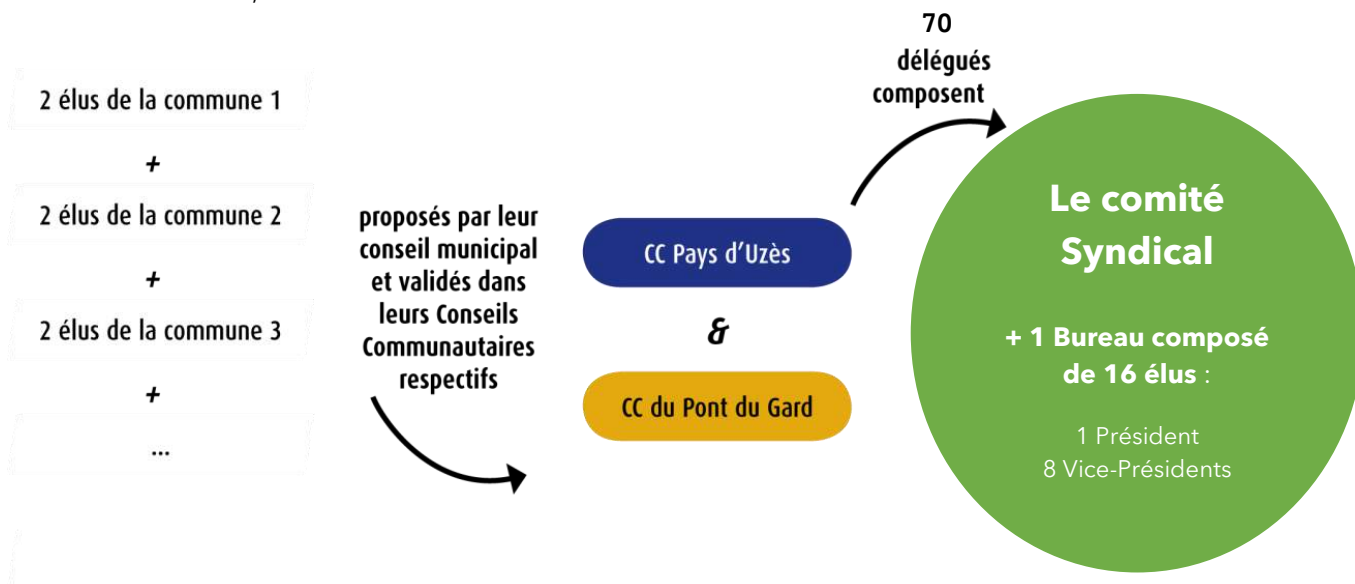 2 élus de la commune 1
+
2 élus de la commune 2
+
2 élus de la commune 3
+
...
proposés par leur
conseil municipal
et validés dans
leurs Conseils
Communautaires
respectifs
CC Pays d'Uzès
&
CC du Pont du Gard
70
délégués
composent
Le comité
Syndical
+ 1 Bureau composé
de 16 élus :
1 Président
8 Vice-Présidents